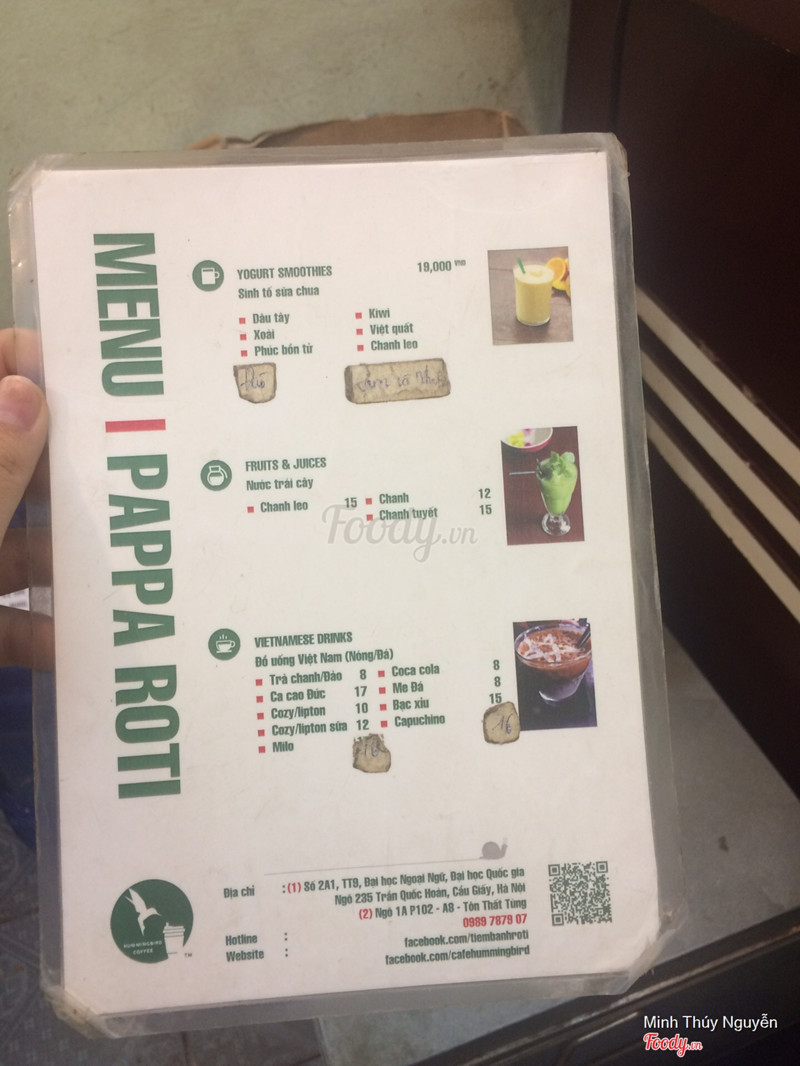 MENU | PAPPA ROTI
YOGURT SMOOTHIES 19,000 VNĐ
Sinh tố sữa chua
Dâu tây Kiwi
Xoài Việt quất
Phúc bồn tử Chanh leo
FRUITS & JUICES
Nước trái cây
Chanh leo 15 Chanh 12
Chanh tuyết 15
Foody.vn
VIETNAMESE DRINKS
Đồ uống Việt Nam (Nóng/Đá)
Trà chanh/Đào 8 Coca cola 8
Ca cao Đức 17 Me Đá 8
Cozy/lipton 10 Bạc xỉu 15
Cozy/lipton sữa 12 Capuchino 16
Milo
HUMMINGBIRD
COFFEE
TM
Địa chỉ : (1) Số 2A1, TT9, Đại học Ngoại Ngữ, Đại học Quốc gia
Ngõ 235 Trần Quốc Hoàn, Cầu Giấy, Hà Nội
(2) Ngõ 1A P102 - A8 - Tôn Thất Tùng
Hotline : 0989 7879 07
Website : facebook.com/tiembanhroti
facebook.com/cafehummingbird
Minh Thúy Nguyễn
Foody.vn